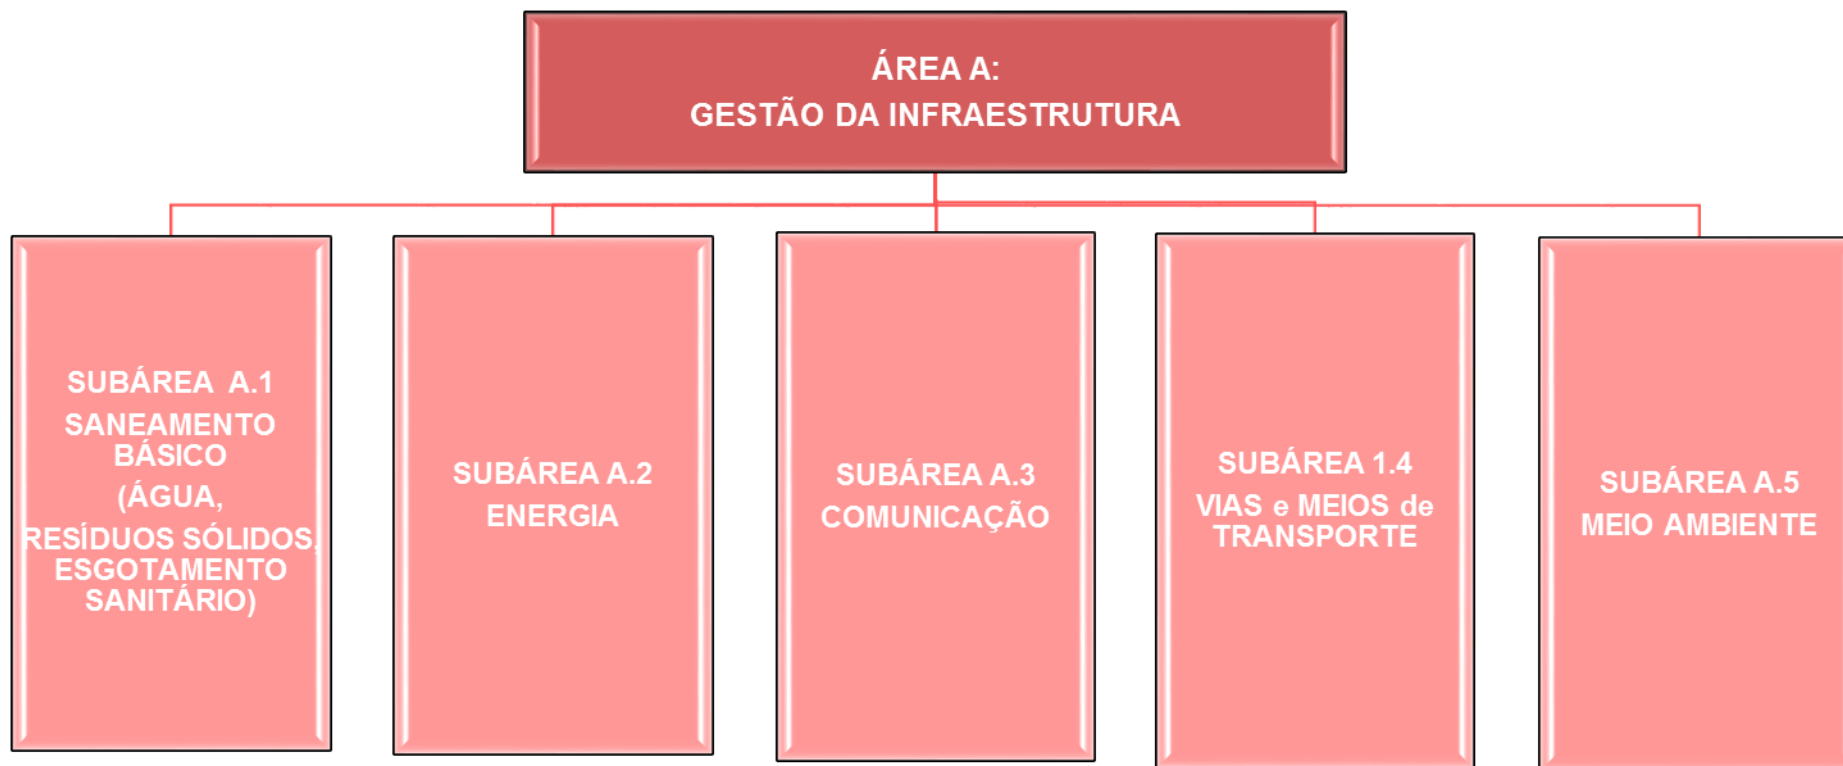 ÁREA A:
GESTÃO DA INFRAESTRUTURA
SUBÁREA A.1
SANEAMENTO
BÁSICO
(ÁGUA,
RESÍDUOS SÓLIDOS,
ESGOTAMENTO
SANITÁRIO)
SUBÁREA A.2
ENERGIA
SUBÁREA A.3
COMUNICAÇÃO
SUBÁREA 1.4
VIAS e MEIOS de
TRANSPORTE
SUBÁREA A.5
MEIO AMBIENTE